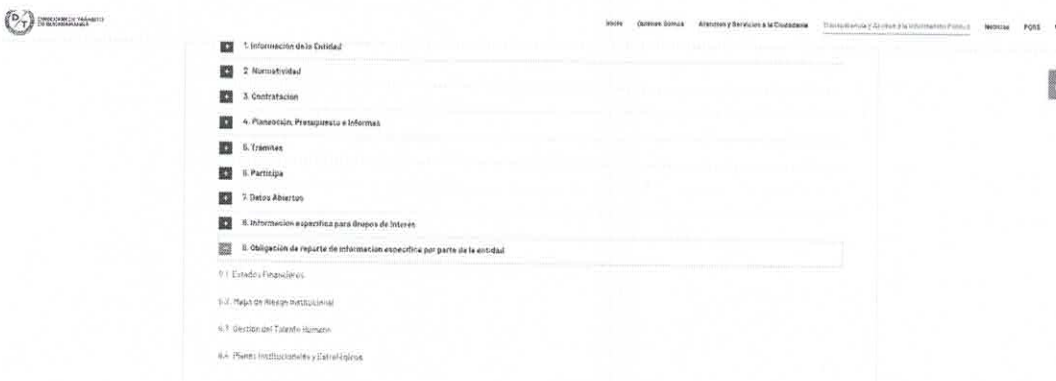 DIRECCIÓN DE TRÁNSITO
DE BUCARAMANGA
Inicio Quienes Somos Atención y Servicios a la Ciudadanía Transparencia y Acceso a la Información Pública Noticias PQRS
1. Información de la Entidad
2 Normatividad
3. Contratación
4. Planeación, Presupuesto e Informes
5. Trámites
6. Participa
7. Datos Abiertos
8. Información específica para Grupos de Interés
9. Obligación de reporte de información específica por parte de la entidad
9.1 Estados Financieros
9.2. Mapa de Riesgo Institucional
9.3 Gestión del Talento Humano
9.4 Planes Institucionales y Estratégicos